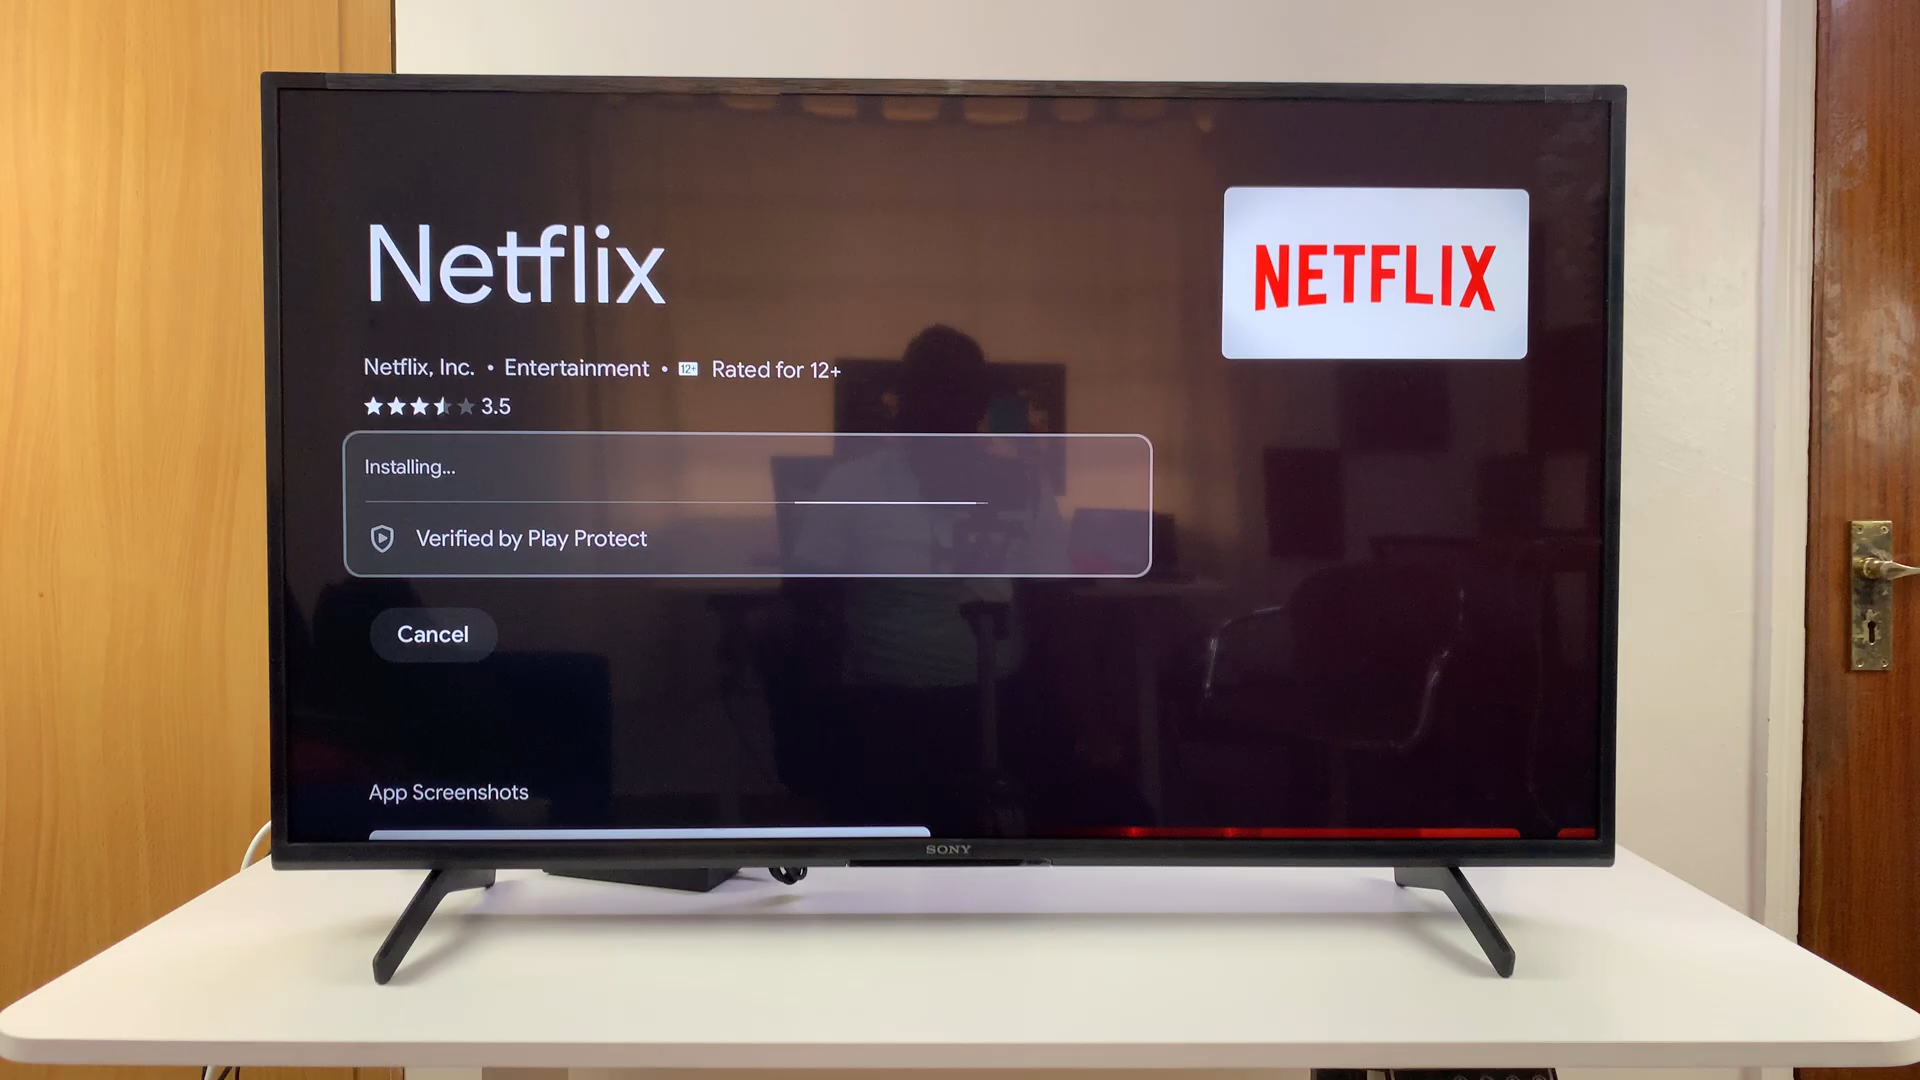 Netflix
NETFLIX
Netflix, Inc. • Entertainment • 12+ Rated for 12+
3.5
Installing...
Verified by Play Protect
Cancel
App Screenshots
SONY